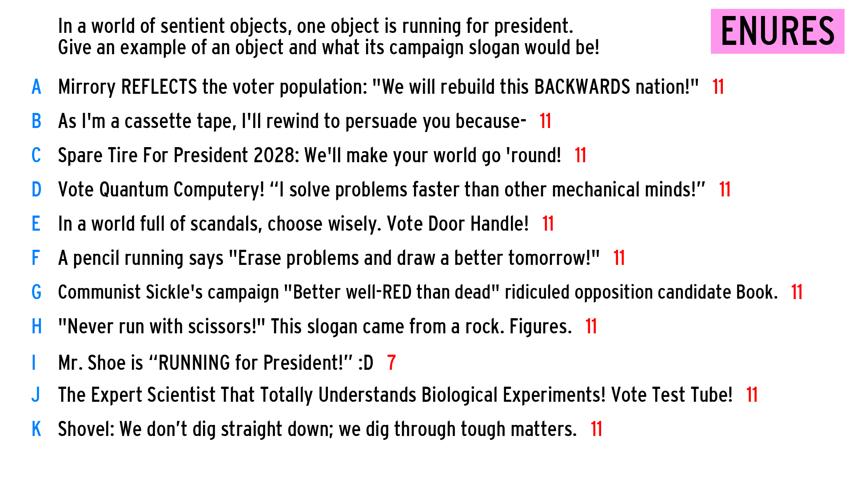 In a world of sentient objects, one object is running for president.
Give an example of an object and what its campaign slogan would be!
ENURES
A Mirrory REFLECTS the voter population: "We will rebuild this BACKWARDS nation!" 11
B As I'm a cassette tape, I'll rewind to persuade you because- 11
C Spare Tire For President 2028: We'll make your world go 'round! 11
D Vote Quantum Computery! “I solve problems faster than other mechanical minds!” 11
E In a world full of scandals, choose wisely. Vote Door Handle! 11
F A pencil running says "Erase problems and draw a better tomorrow!" 11
G Communist Sickle's campaign "Better well-RED than dead" ridiculed opposition candidate Book. 11
H "Never run with scissors!" This slogan came from a rock. Figures. 11
I Mr. Shoe is “RUNNING for President!” :D 7
J The Expert Scientist That Totally Understands Biological Experiments! Vote Test Tube! 11
K Shovel: We don’t dig straight down; we dig through tough matters. 11